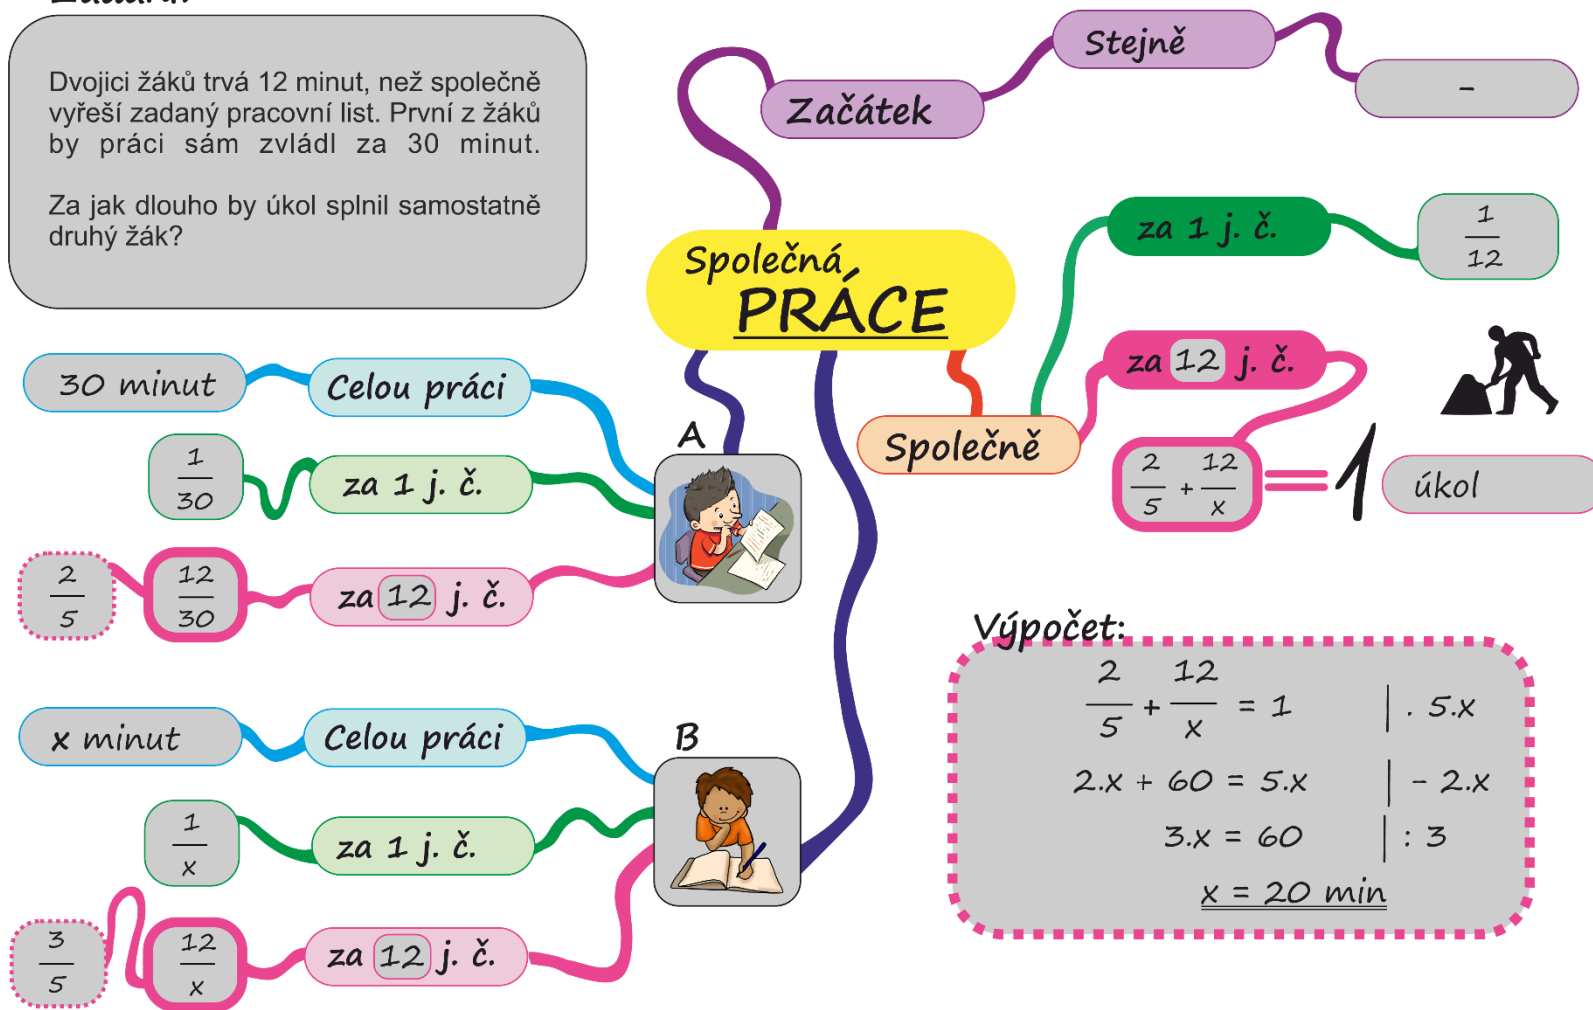 Zadání:
Dvojici žáků trvá 12 minut, než společně
vyřeší zadaný pracovní list. První z žáků
by práci sám zvládl za 30 minut.
Za jak dlouho by úkol splnil samostatně
druhý žák?
Začátek
Stejně
-
Společná
PRÁCE
za 1 j. č.
1
12
za 12 j. č.
Společně
2/5 + 12/x = 1 úkol
A
30 minut
Celou práci
1
30
za 1 j. č.
2
5
12
30
za 12 j. č.
B
x minut
Celou práci
1
x
za 1 j. č.
3
5
12
x
za 12 j. č.
Výpočet:
2/5 + 12/x = 1 | . 5.x
2.x + 60 = 5.x | - 2.x
3.x = 60 | : 3
x = 20 min